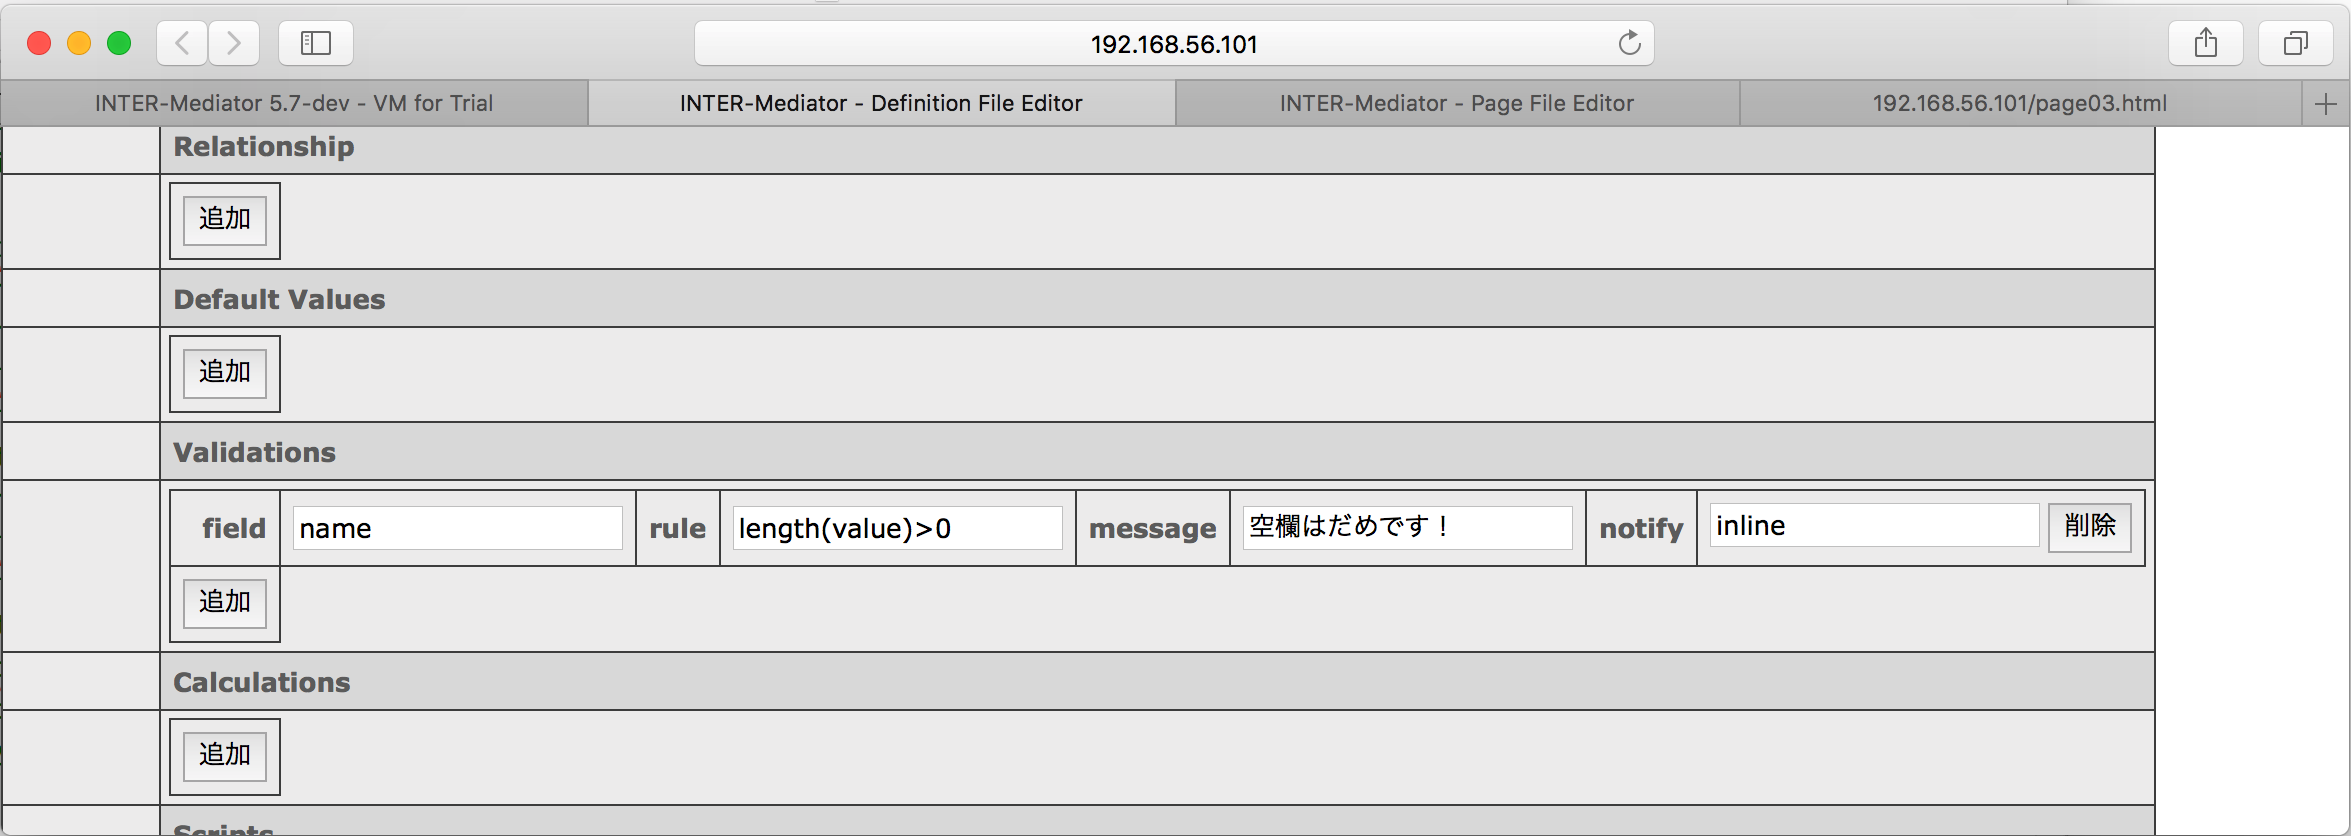 192.168.56.101
INTER-Mediator 5.7-dev - VM for Trial
INTER-Mediator - Definition File Editor
INTER-Mediator - Page File Editor
192.168.56.101/page03.html
Relationship
追加
Default Values
追加
Validations
field name rule length(value)>0 message 空欄はだめです！ notify inline 削除
追加
Calculations
追加
Scripts